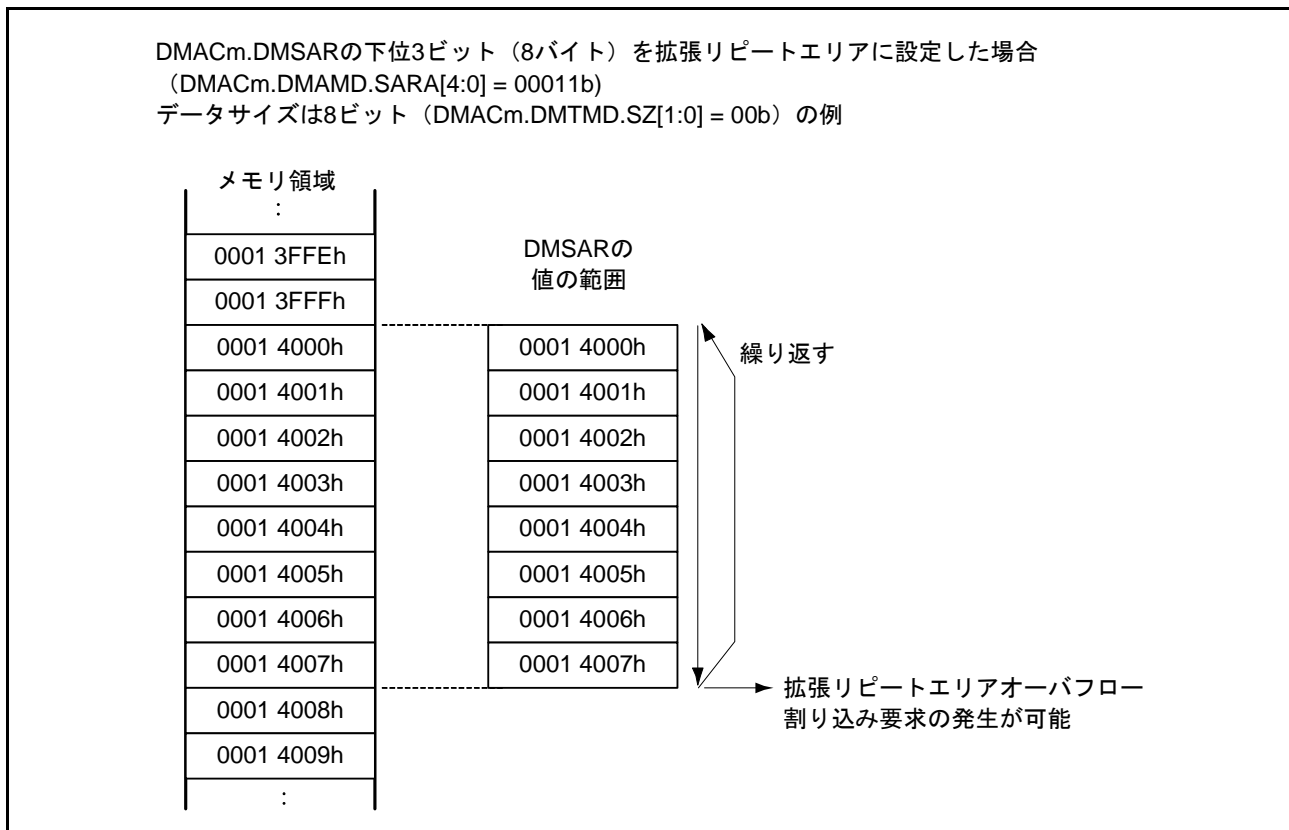 DMACm.DMSARの下位3ビット（8バイト）を拡張リピートエリアに設定した場合
（DMACm.DMAMD.SARA[4:0] = 00011b)
データサイズは8ビット（DMACm.DMTMD.SZ[1:0] = 00b）の例
メモリ領域
:
0001 3FFEh
0001 3FFFh
0001 4000h
0001 4001h
0001 4002h
0001 4003h
0001 4004h
0001 4005h
0001 4006h
0001 4007h
0001 4008h
0001 4009h
:
DMSARの
値の範囲
0001 4000h
0001 4001h
0001 4002h
0001 4003h
0001 4004h
0001 4005h
0001 4006h
0001 4007h
繰り返す
拡張リピートエリアオーバフロー
割り込み要求の発生が可能